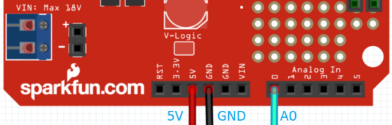 VIN: Max 18V
+
-
V-Logic
RST
3.3V
5V
GND
GND
VIN
0
1
2
3
4
5
Analog In
sparkfun.com
5V
GND
A0